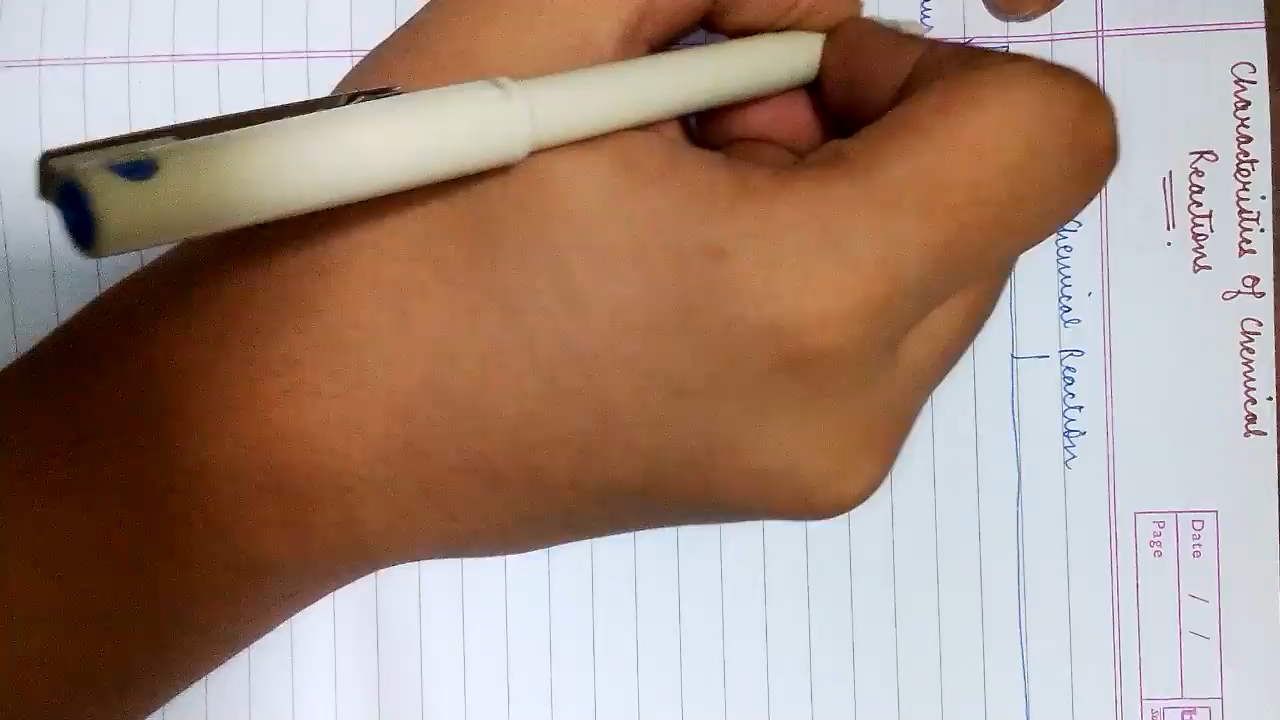 Characteristics of Chemical
Reactions
Date / /
Page
Chemical Reaction